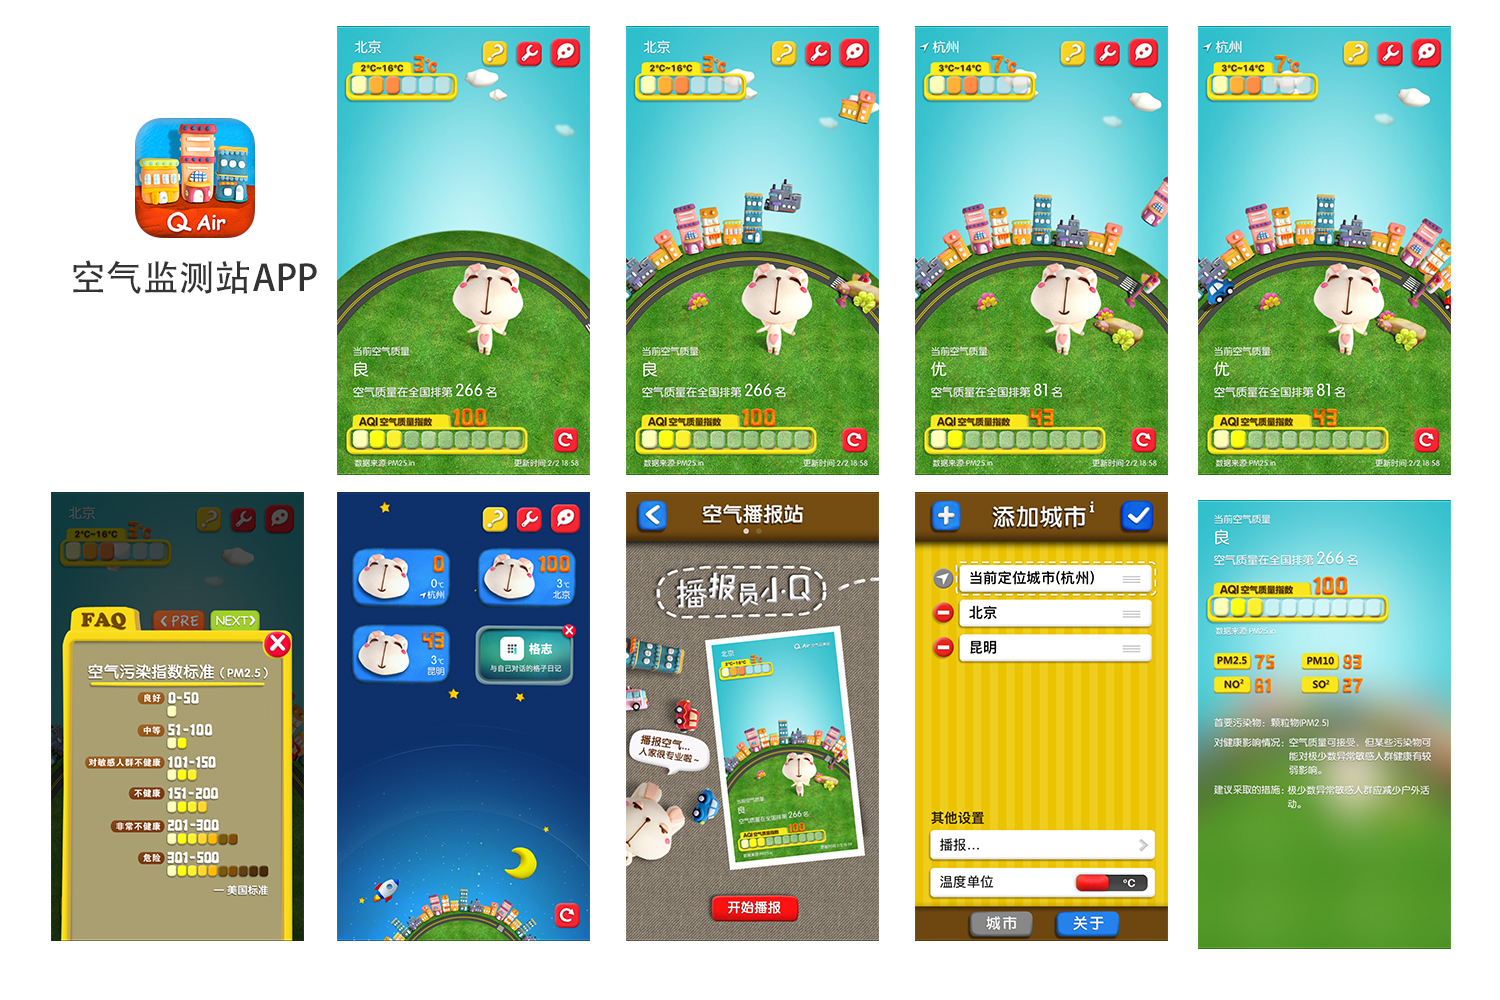 Q Air
空气监测站APP
北京
2°C~16°C 3°C
当前空气质量
良
空气质量在全国排第 266 名
AQI 空气质量指数 100
数据来源:PM25.in
更新时间 2/2 18:58
北京
2°C~16°C 3°C
当前空气质量
良
空气质量在全国排第 266 名
AQI 空气质量指数 100
数据来源:PM25.in
更新时间 2/2 18:58
杭州
3°C~14°C 7°C
当前空气质量
优
空气质量在全国排第 81 名
AQI 空气质量指数 43
数据来源:PM25.in
更新时间 2/2 18:58
杭州
3°C~14°C 7°C
当前空气质量
优
空气质量在全国排第 81 名
AQI 空气质量指数 43
数据来源:PM25.in
更新时间 2/2 18:58
北京
2°C~16°C 3°C
FAQ <PRE NEXT>
空气污染指数标准（PM2.5）
良好 0-50
中等 51-100
对敏感人群不健康 101-150
不健康 151-200
非常不健康 201-300
危险 301-500
— 美国标准
0
0°C
杭州
100
3°C
北京
43
3°C
昆明
格志
与自己对话的格子日记
空气播报站
播报员小Q
北京
Q Air
2°C~16°C 3°C
播报空气...
人家很专业啦~
当前空气质量
良
空气质量在全国排第 266 名
AQI 空气质量指数 100
开始播报
添加城市 i
当前定位城市(杭州)
北京
昆明
其他设置
播报...
温度单位 °C
城市 关于
当前空气质量
良
空气质量在全国排第 266 名
AQI 空气质量指数 100
数据来源:PM25.in
PM2.5 75 PM10 93
NO² 61 SO² 27
首要污染物：颗粒物(PM2.5)
对健康影响情况：空气质量可接受，但某些污染物可
能对极少数异常敏感人群健康有较
弱影响。
建议采取的措施：极少数异常敏感人群应减少户外活
动。